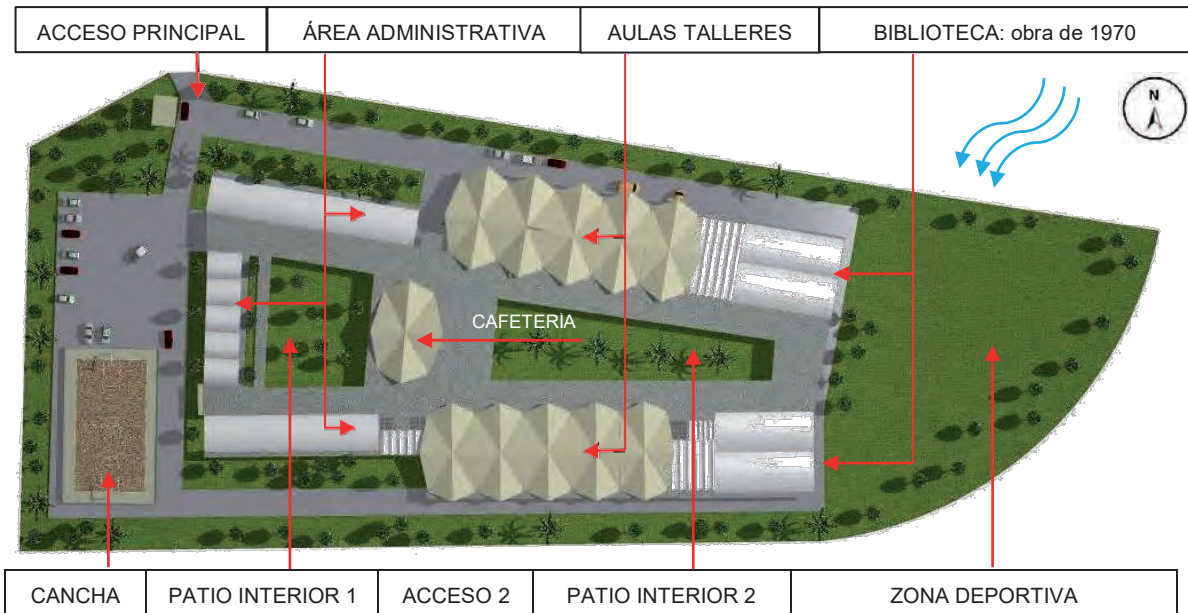 ACCESO PRINCIPAL
ÁREA ADMINISTRATIVA
AULAS TALLERES
BIBLIOTECA: obra de 1970
N
CAFETERÍA
CANCHA
PATIO INTERIOR 1
ACCESO 2
PATIO INTERIOR 2
ZONA DEPORTIVA